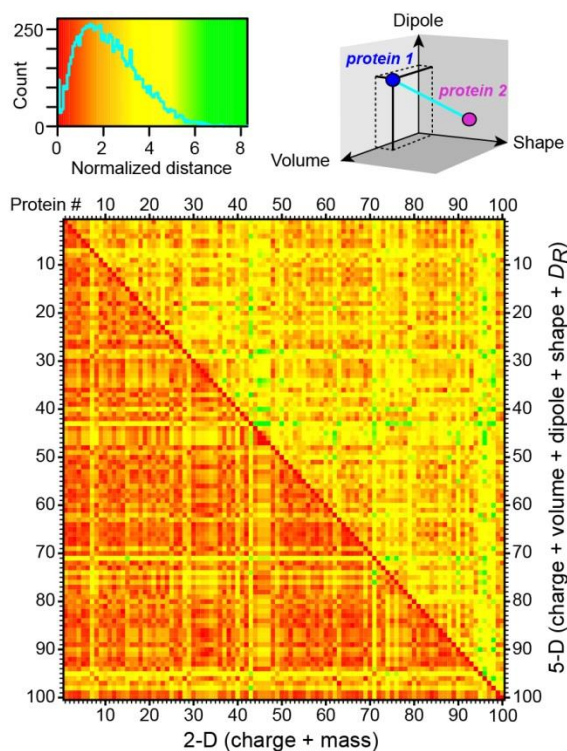 250
Count
0
0
2
4
6
8
Normalized distance
Dipole
protein 1
protein 2
Volume
Shape
Protein # 10 20 30 40 50 60 70 80 90 100
10 10
20 20
30 30
40 40
50 50
60 60
70 70
80 80
90 90
100 100
10 20 30 40 50 60 70 80 90 100
2-D (charge + mass)
5-D (charge + volume + dipole + shape + DR)